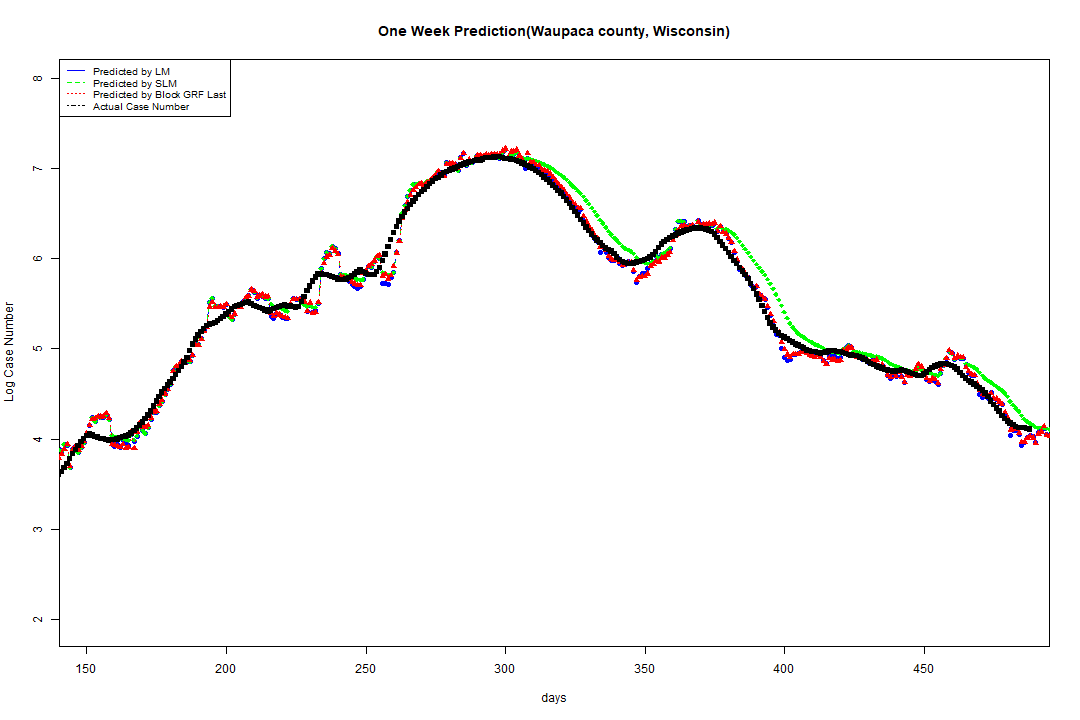 One Week Prediction(Waupaca county, Wisconsin)
Predicted by LM
Predicted by SLM
Predicted by Block GRF Last
Actual Case Number
Log Case Number
8
7
6
5
4
3
2
150 200 250 300 350 400 450
days